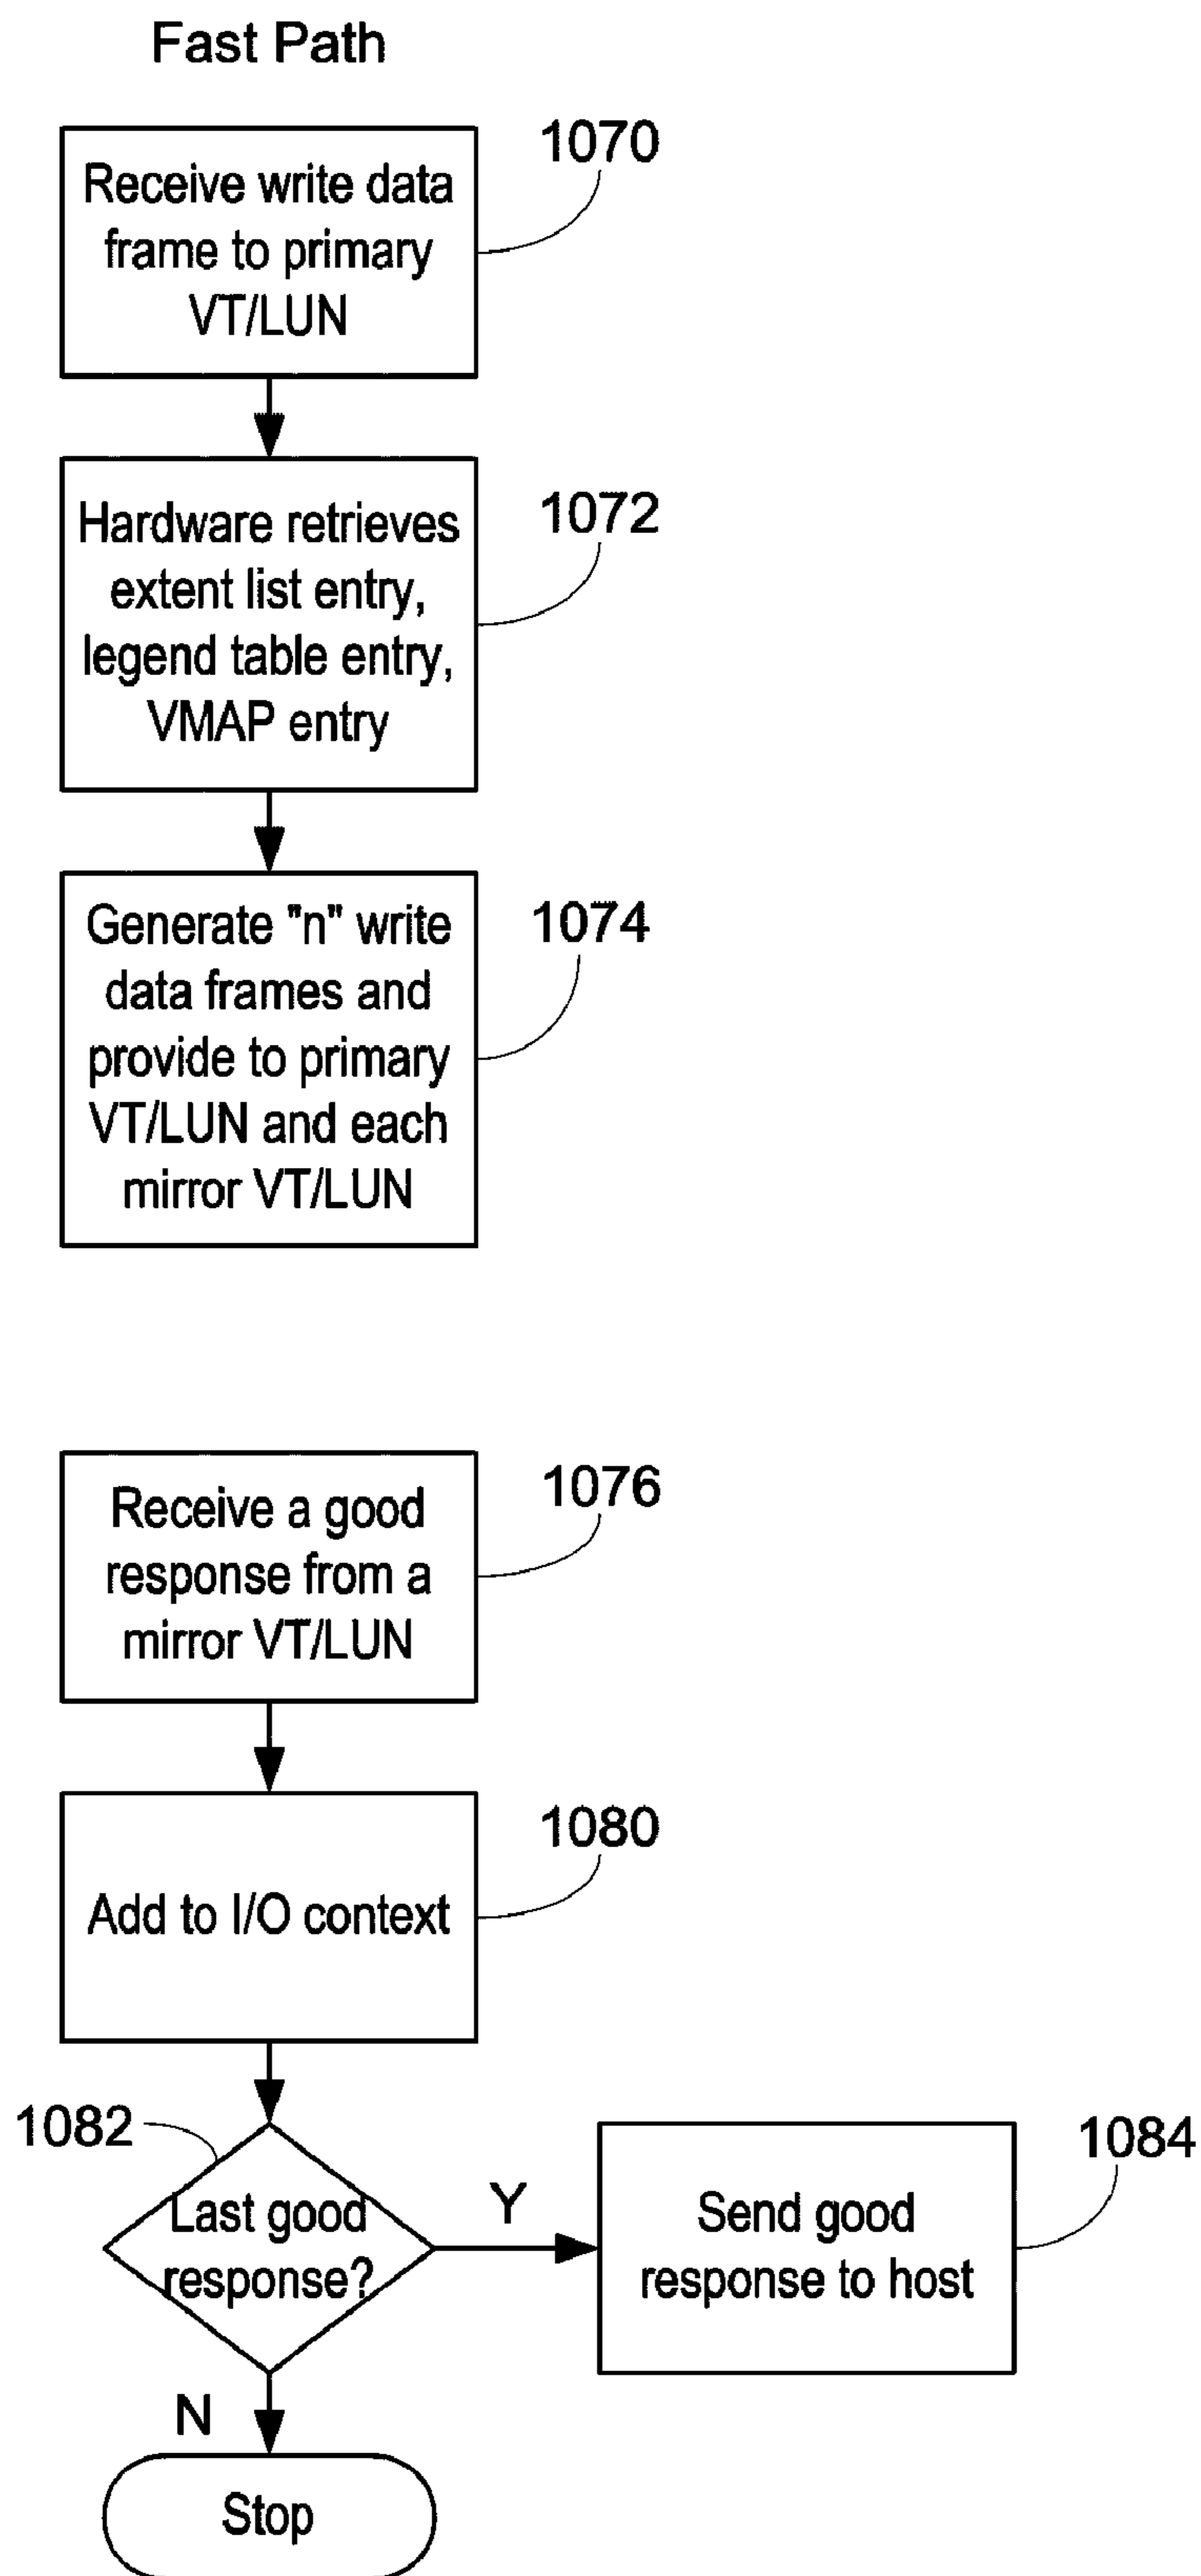 Fast Path
1070
Receive write data
frame to primary
VT/LUN
1072
Hardware retrieves
extent list entry,
legend table entry,
VMAP entry
1074
Generate "n" write
data frames and
provide to primary
VT/LUN and each
mirror VT/LUN
1076
Receive a good
response from a
mirror VT/LUN
1080
Add to I/O context
1082
Last good
response?
Y
1084
Send good
response to host
N
Stop